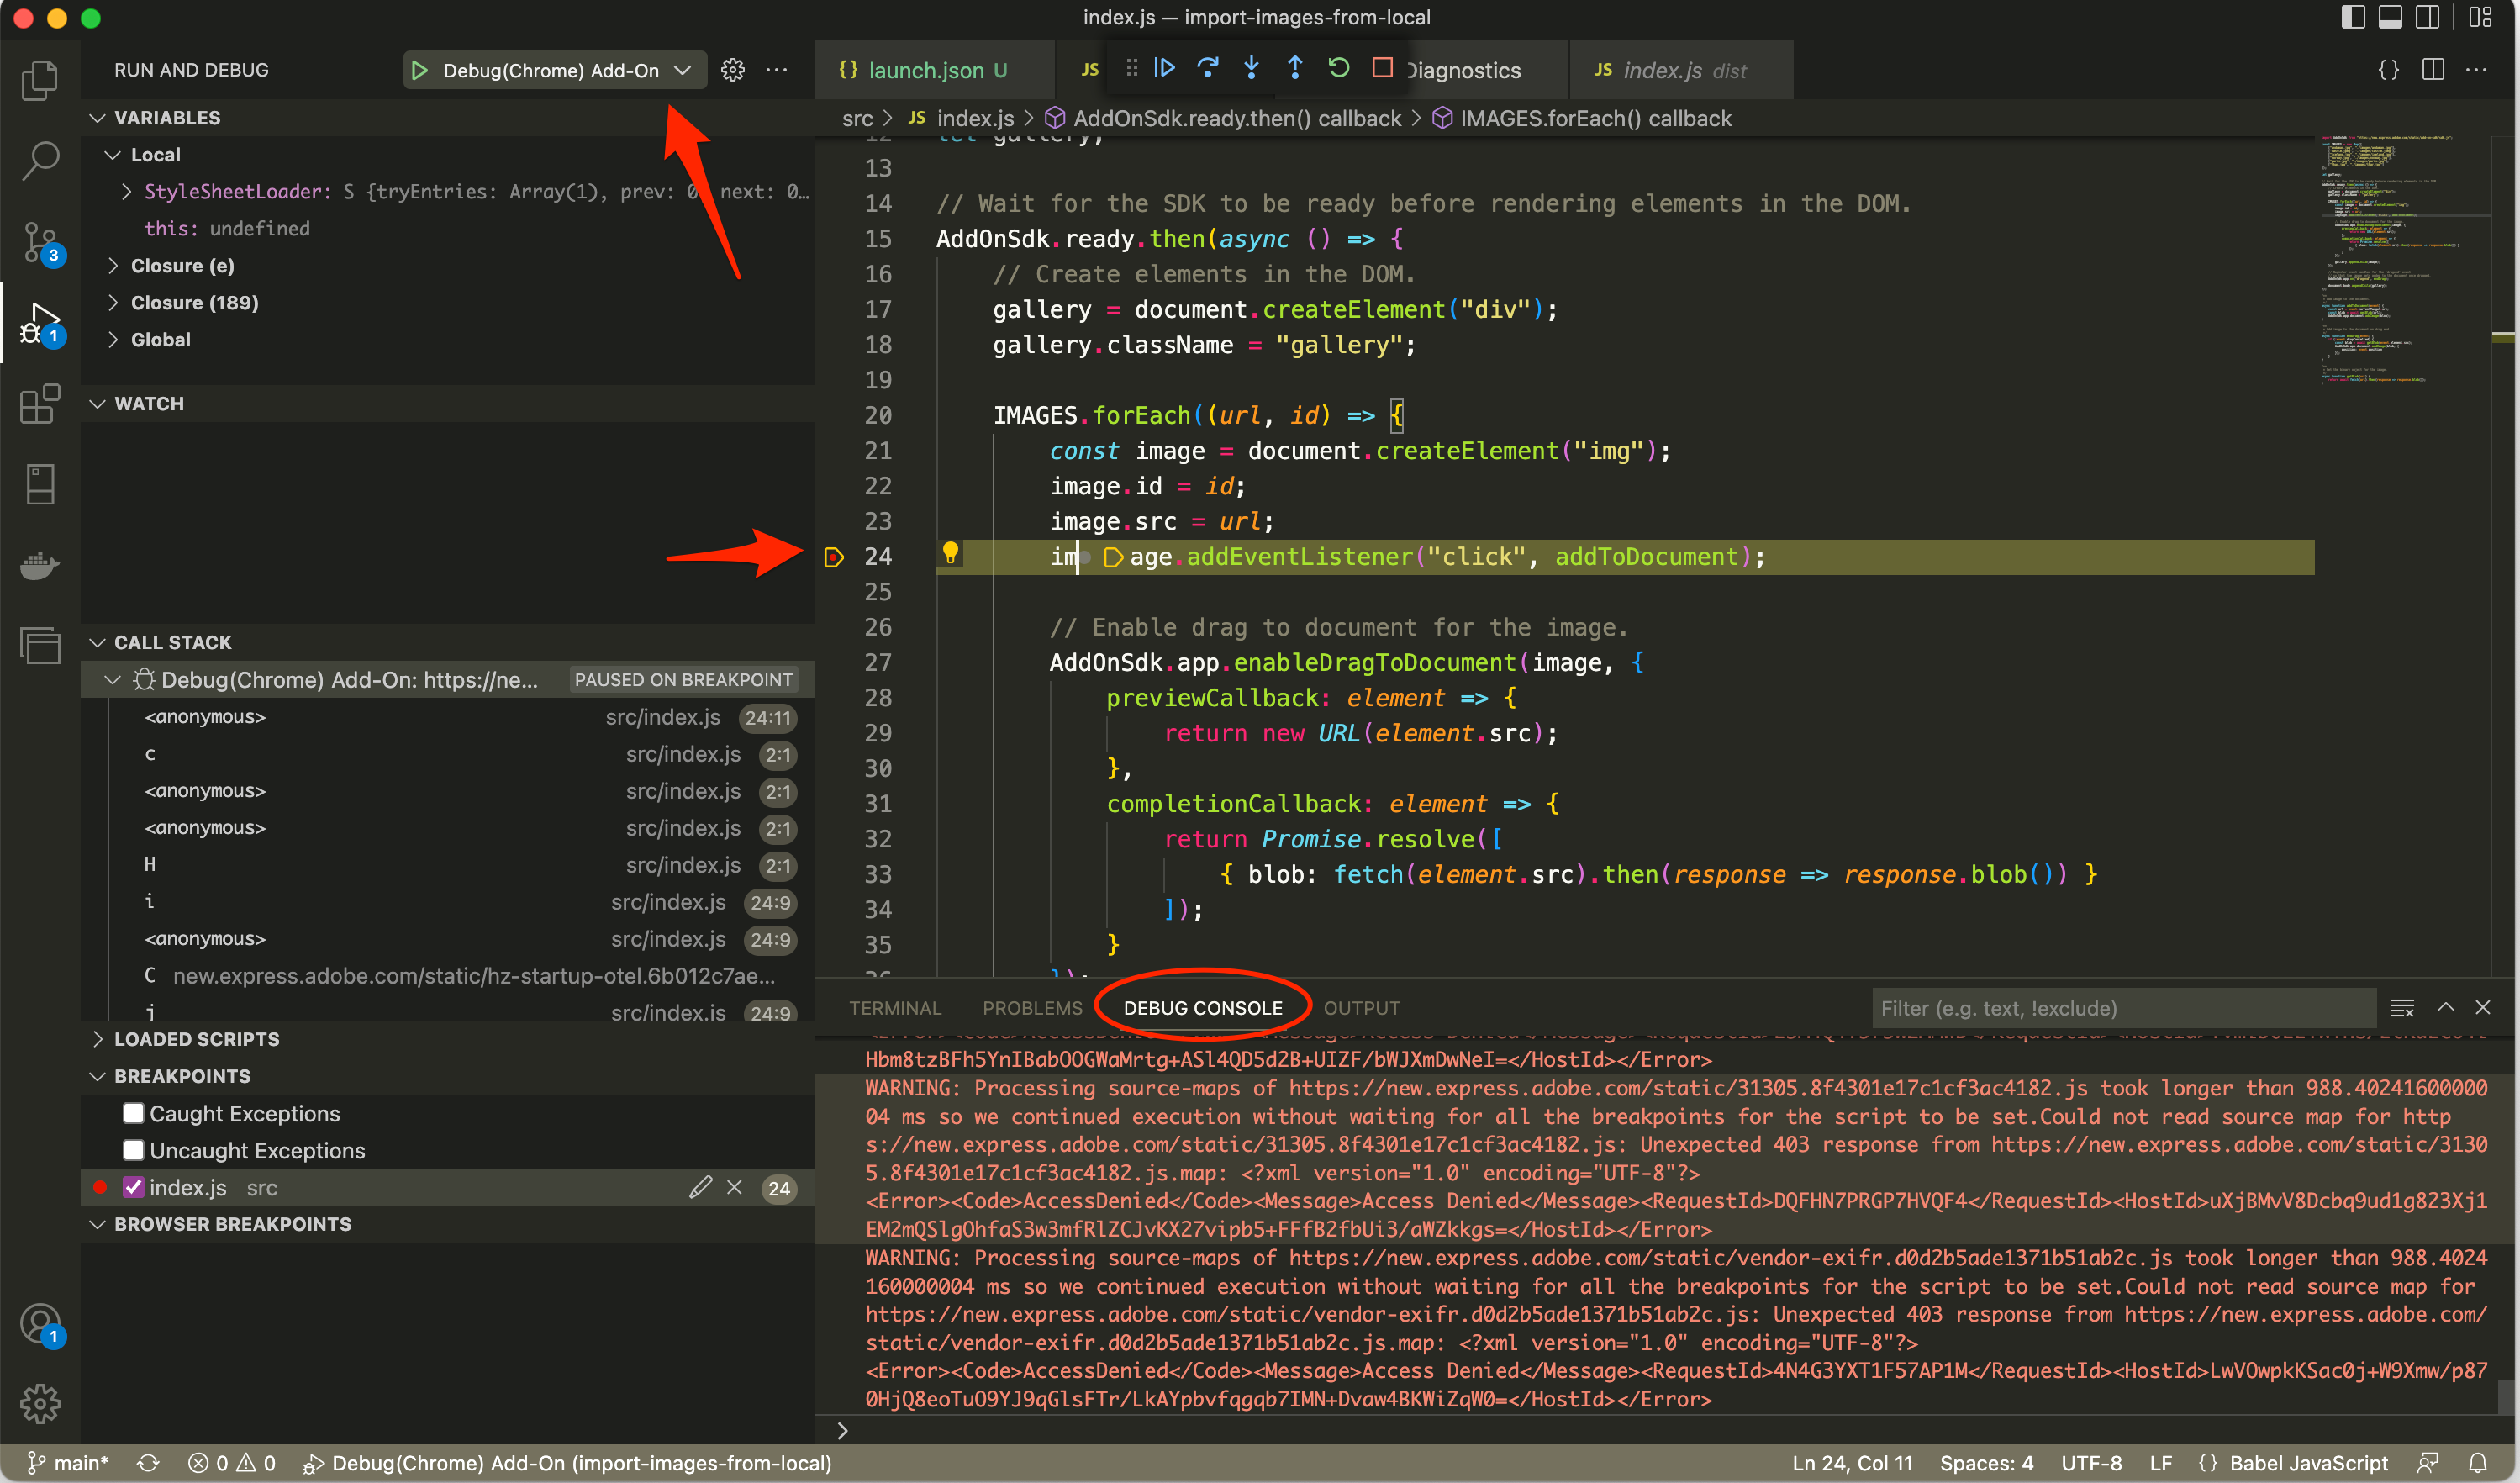 index.js — import-images-from-local
RUN AND DEBUG
Debug(Chrome) Add-On
{} launch.json U
JS
Diagnostics
JS index.js dist
src > JS index.js > AddOnSdk.ready.then() callback > IMAGES.forEach() callback
VARIABLES
Local
StyleSheetLoader: S {tryEntries: Array(1), prev: 0, next: 0…
this: undefined
Closure (e)
Closure (189)
Global
WATCH
CALL STACK
Debug(Chrome) Add-On: https://ne... PAUSED ON BREAKPOINT
<anonymous> src/index.js 24:11
c src/index.js 2:1
<anonymous> src/index.js 2:1
<anonymous> src/index.js 2:1
H src/index.js 2:1
i src/index.js 24:9
<anonymous> src/index.js 24:9
C new.express.adobe.com/static/hz-startup-otel.6b012c7ae...
i src/index.js 24:9
LOADED SCRIPTS
BREAKPOINTS
Caught Exceptions
Uncaught Exceptions
index.js src 24
BROWSER BREAKPOINTS
3
1
1
12 let gallery;
13
14 // Wait for the SDK to be ready before rendering elements in the DOM.
15 AddOnSdk.ready.then(async () => {
16 // Create elements in the DOM.
17 gallery = document.createElement("div");
18 gallery.className = "gallery";
19
20 IMAGES.forEach((url, id) => {
21 const image = document.createElement("img");
22 image.id = id;
23 image.src = url;
24 image.addEventListener("click", addToDocument);
25
26 // Enable drag to document for the image.
27 AddOnSdk.app.enableDragToDocument(image, {
28 previewCallback: element => {
29 return new URL(element.src);
30 },
31 completionCallback: element => {
32 return Promise.resolve([
33 { blob: fetch(element.src).then(response => response.blob()) }
34 ]);
35 }
36 });
TERMINAL PROBLEMS DEBUG CONSOLE OUTPUT
Filter (e.g. text, !exclude)
Hbm8tzBFh5YnIBabOOGWaMrtg+ASl4QD5d2B+UIZF/bWJXmDwNeI=</HostId></Error>
WARNING: Processing source-maps of https://new.express.adobe.com/static/31305.8f4301e17c1cf3ac4182.js took longer than 988.40241600000
04 ms so we continued execution without waiting for all the breakpoints for the script to be set.Could not read source map for http
s://new.express.adobe.com/static/31305.8f4301e17c1cf3ac4182.js: Unexpected 403 response from https://new.express.adobe.com/static/3130
5.8f4301e17c1cf3ac4182.js.map: <?xml version="1.0" encoding="UTF-8"?>
<Error><Code>AccessDenied</Code><Message>Access Denied</Message><RequestId>DQFHN7PRGP7HVQF4</RequestId><HostId>uXjBMvV8Dcbq9ud1g823Xj1
EM2mQSlgOhfaS3w3mfRlZCJvKX27vipb5+FFfB2fbUi3/aWZkkgs=</HostId></Error>
WARNING: Processing source-maps of https://new.express.adobe.com/static/vendor-exifr.d0d2b5ade1371b51ab2c.js took longer than 988.4024
160000004 ms so we continued execution without waiting for all the breakpoints for the script to be set.Could not read source map for
https://new.express.adobe.com/static/vendor-exifr.d0d2b5ade1371b51ab2c.js: Unexpected 403 response from https://new.express.adobe.com/
static/vendor-exifr.d0d2b5ade1371b51ab2c.js.map: <?xml version="1.0" encoding="UTF-8"?>
<Error><Code>AccessDenied</Code><Message>Access Denied</Message><RequestId>4N4G3YXT1F57AP1M</RequestId><HostId>LwVOwpkKSac0j+W9Xmw/p87
0HjQ8eoTuO9YJ9qGlsFTr/LkAYpbvfqgqb7IMN+Dvaw4BKWiZqW0=</HostId></Error>
>
main* 0 0 Debug(Chrome) Add-On (import-images-from-local) Ln 24, Col 11 Spaces: 4 UTF-8 LF {} Babel JavaScript